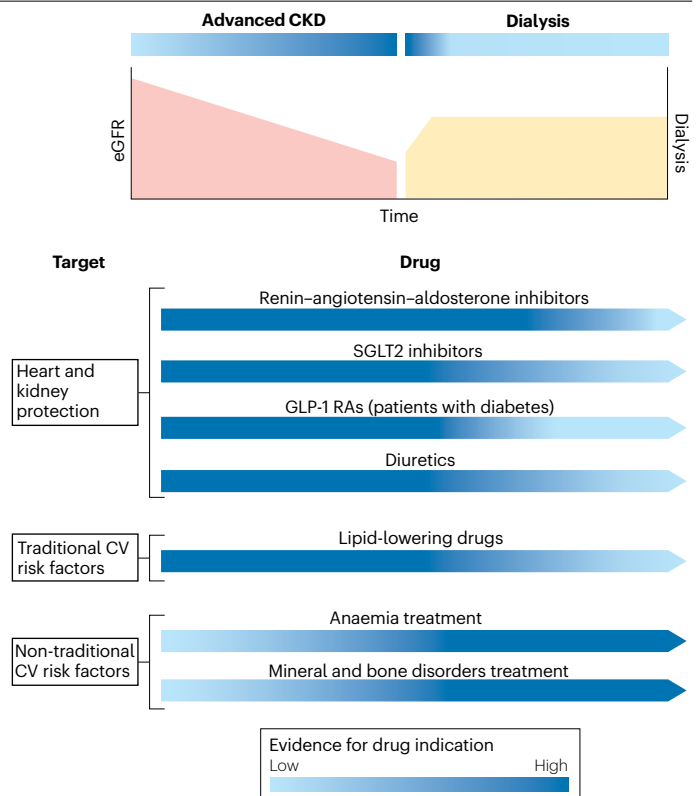 Advanced CKD
Dialysis
eGFR
Dialysis
Time
Target
Drug
Renin–angiotensin–aldosterone inhibitors
SGLT2 inhibitors
Heart and
kidney
protection
GLP-1 RAs (patients with diabetes)
Diuretics
Traditional CV
risk factors
Lipid-lowering drugs
Anaemia treatment
Non-traditional
CV risk factors
Mineral and bone disorders treatment
Evidence for drug indication
Low
High